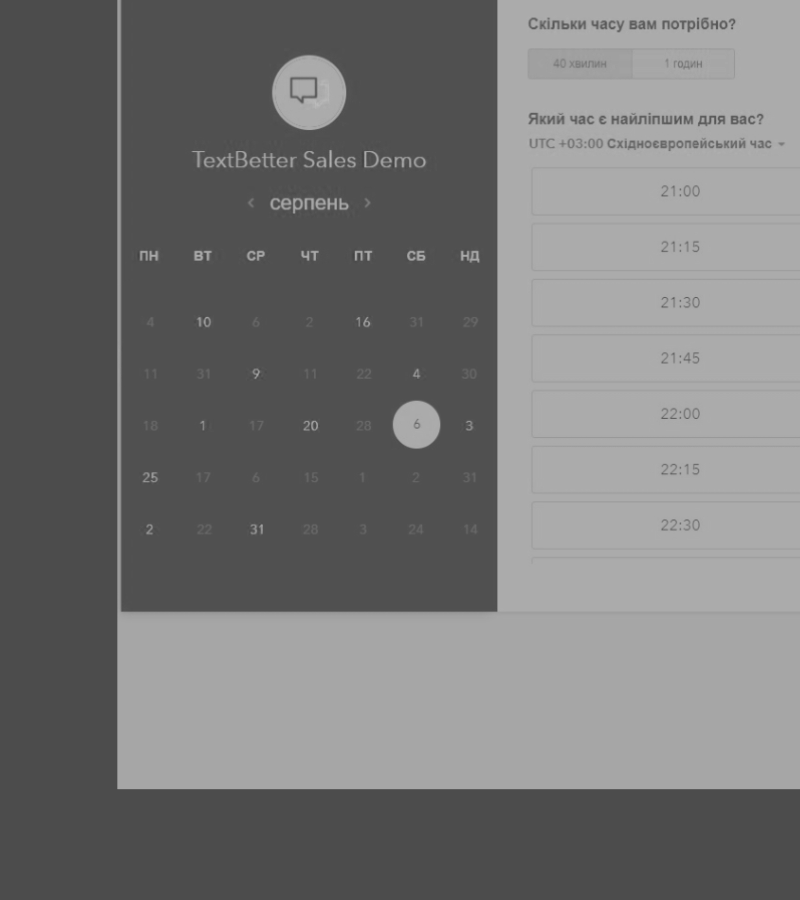 TextBetter Sales Demo
‹ серпень ›
ПН ВТ СР ЧТ ПТ СБ НД
4 10 6 2 16 31 29
11 31 9 11 22 4 30
18 1 17 20 28 6 3
25 17 6 15 1 2 31
2 22 31 28 3 24 14
Скільки часу вам потрібно?
40 хвилин 1 годин
Який час є найліпшим для вас?
UTC +03:00 Східноєвропейський час
21:00
21:15
21:30
21:45
22:00
22:15
22:30